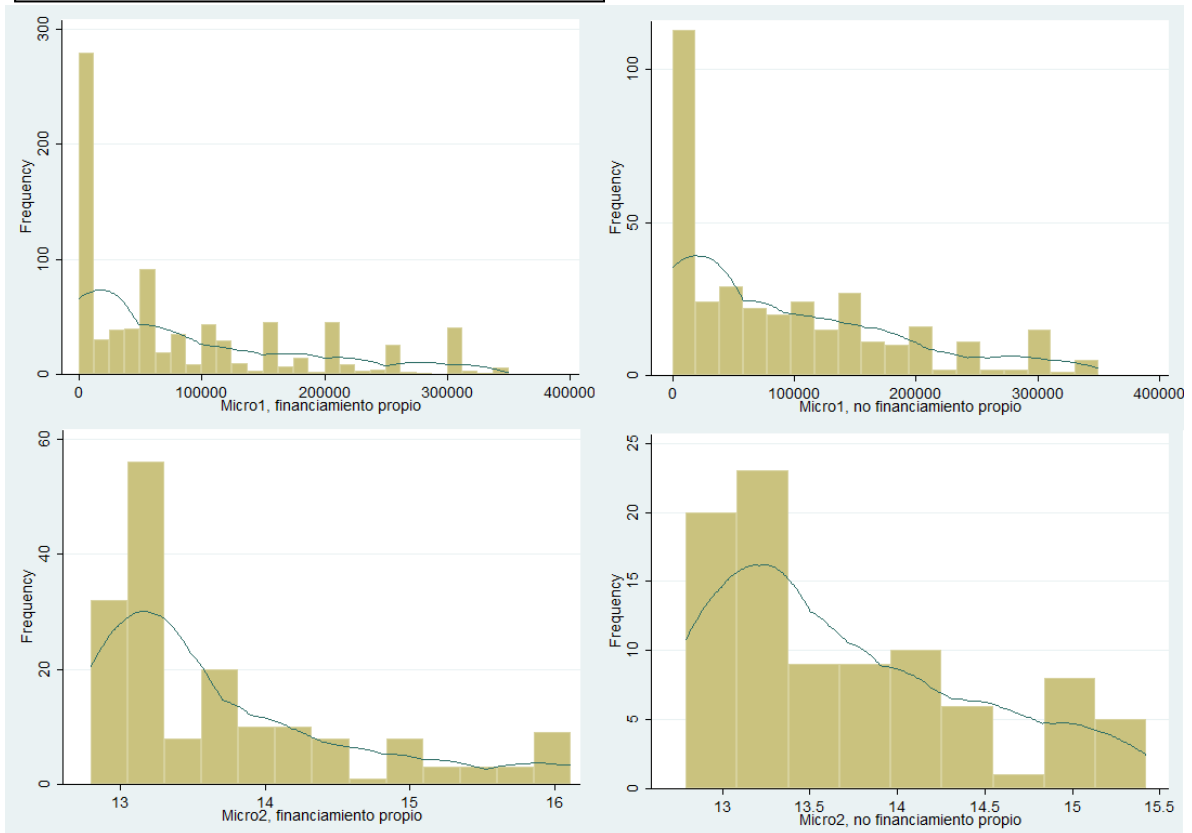 300
200
100
0
Frequency
0 100000 200000 300000 400000
Micro1, financiamiento propio
100
50
0
Frequency
0 100000 200000 300000 400000
Micro1, no financiamiento propio
60
40
20
0
Frequency
13 14 15 16
Micro2, financiamiento propio
25
20
15
10
5
0
Frequency
13 13.5 14 14.5 15 15.5
Micro2, no financiamiento propio